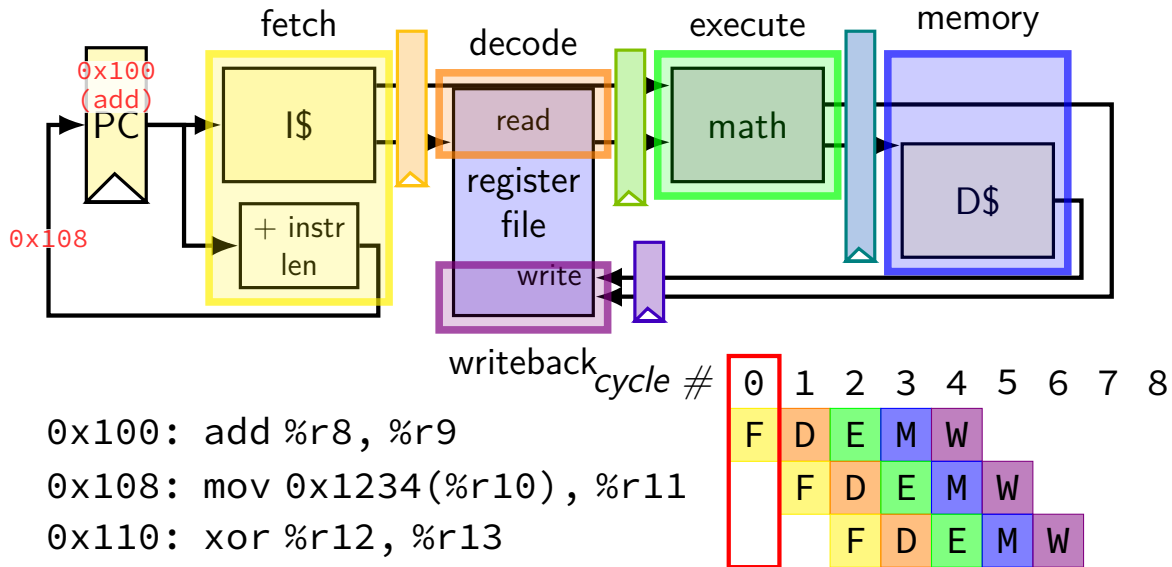 fetch
decode
execute
memory
0x100
(add)
PC
I$
read
math
register
file
D$
0x108
+ instr
len
write
writeback
cycle # 0 1 2 3 4 5 6 7 8
0x100: add %r8, %r9 F D E M W
0x108: mov 0x1234(%r10), %r11 F D E M W
0x110: xor %r12, %r13 F D E M W